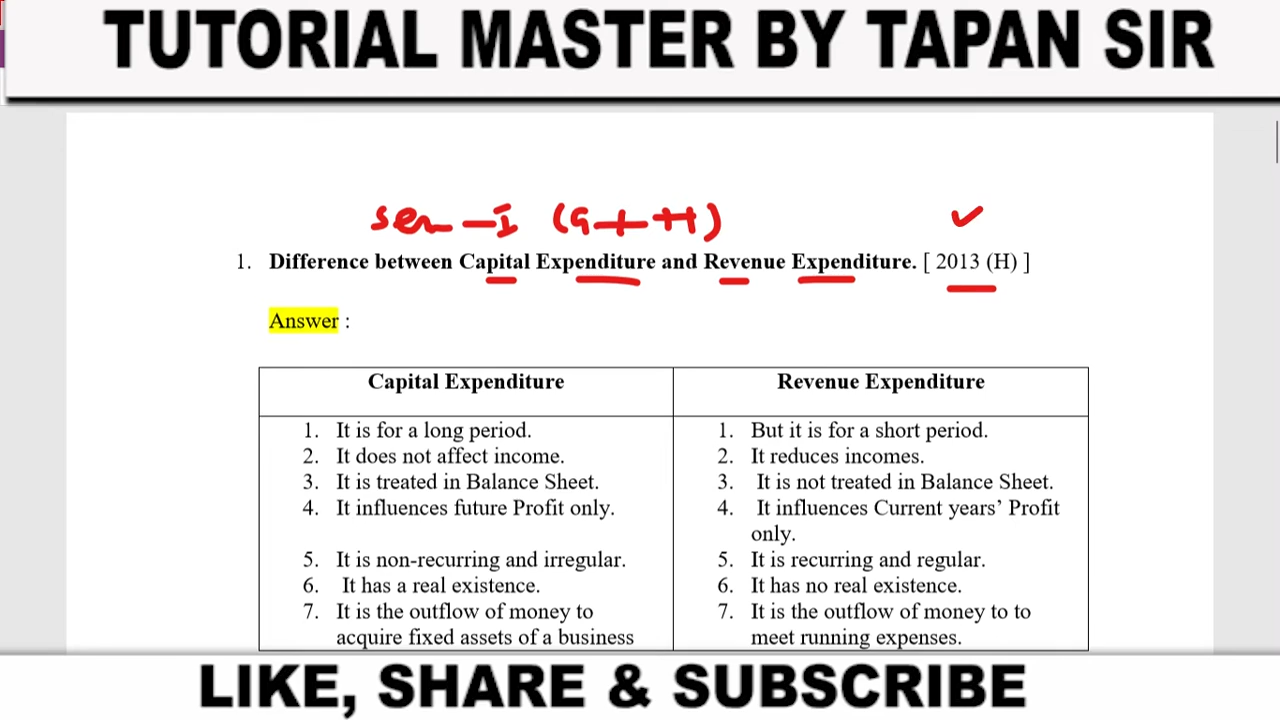 TUTORIAL MASTER BY TAPAN SIR
sem - I (G+H)
1. Difference between Capital Expenditure and Revenue Expenditure. [ 2013 (H) ]
Answer :
Capital Expenditure
1. It is for a long period.
2. It does not affect income.
3. It is treated in Balance Sheet.
4. It influences future Profit only.
5. It is non-recurring and irregular.
6. It has a real existence.
7. It is the outflow of money to
acquire fixed assets of a business
Revenue Expenditure
1. But it is for a short period.
2. It reduces incomes.
3. It is not treated in Balance Sheet.
4. It influences Current years’ Profit
only.
5. It is recurring and regular.
6. It has no real existence.
7. It is the outflow of money to to
meet running expenses.
LIKE, SHARE & SUBSCRIBE